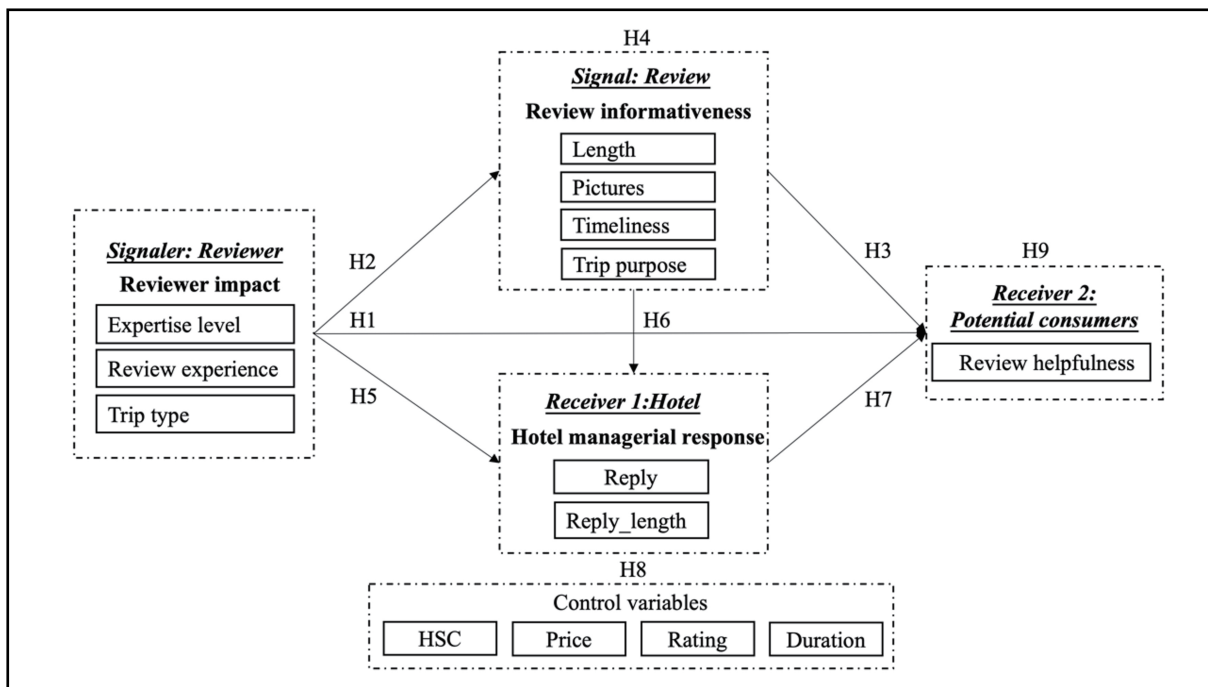 H4
Signal: Review
Review informativeness
Length
Pictures
Timeliness
Trip purpose
Signaler: Reviewer
Reviewer impact
Expertise level
Review experience
Trip type
H2
H1
H5
H6
H3
H7
H9
Receiver 2:
Potential consumers
Review helpfulness
Receiver 1:Hotel
Hotel managerial response
Reply
Reply_length
H8
Control variables
HSC
Price
Rating
Duration